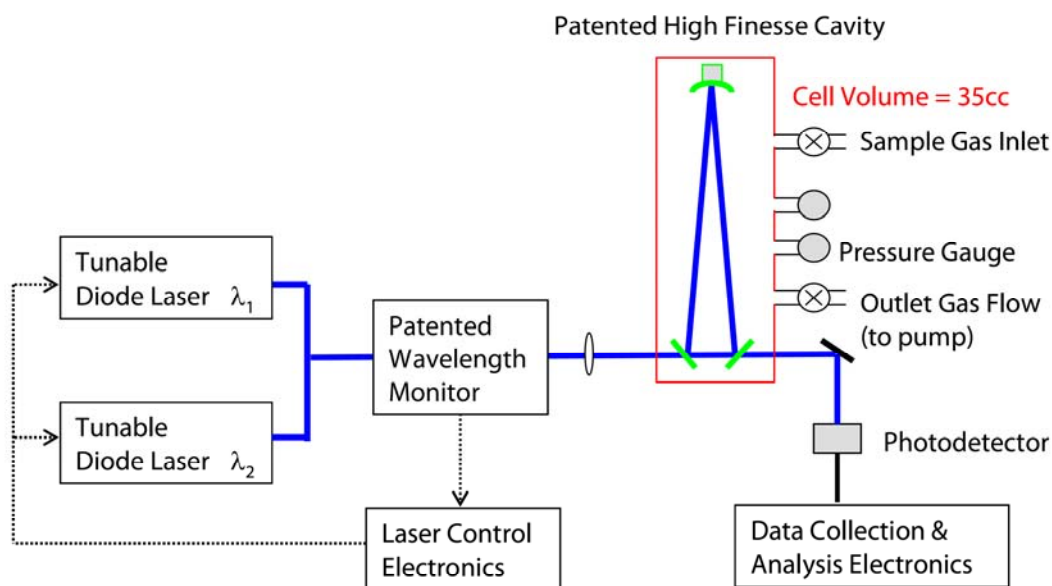 Patented High Finesse Cavity
Cell Volume = 35cc
Sample Gas Inlet
Pressure Gauge
Outlet Gas Flow
(to pump)
Tunable
Diode Laser λ1
Patented
Wavelength
Monitor
Tunable
Diode Laser λ2
Photodetector
Laser Control
Electronics
Data Collection &
Analysis Electronics